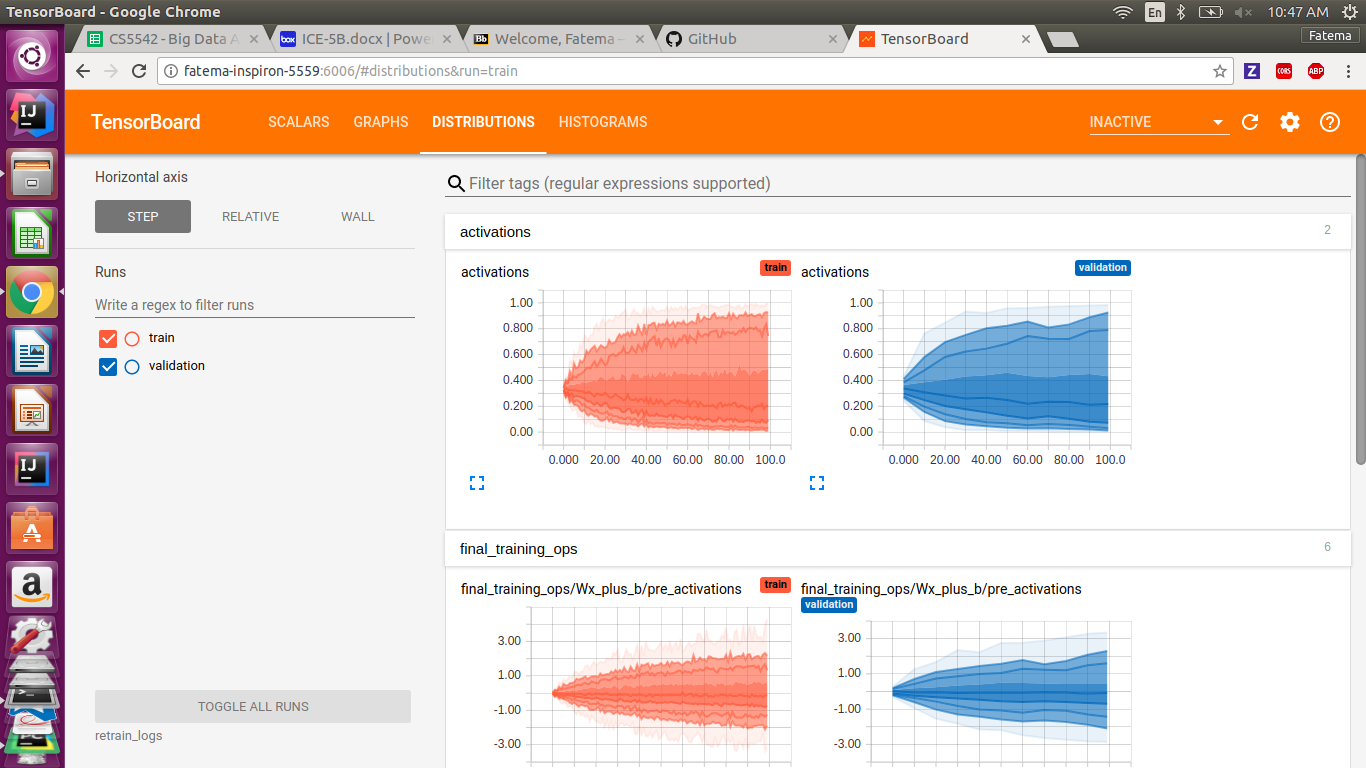 TensorBoard - Google Chrome
En
10:47 AM
CS5542 - Big Data A
ICE-5B.docx | Pow
Welcome, Fatema –
GitHub
TensorBoard
Fatema
fatema-inspiron-5559:6006/#distributions&run=train
Z
CORS
ABP
TensorBoard
SCALARS
GRAPHS
DISTRIBUTIONS
HISTOGRAMS
INACTIVE
Horizontal axis
STEP
RELATIVE
WALL
Runs
Write a regex to filter runs
train
validation
TOGGLE ALL RUNS
retrain_logs
Filter tags (regular expressions supported)
activations
2
activations
train
1.00
0.800
0.600
0.400
0.200
0.00
0.000 20.00 40.00 60.00 80.00 100.0
activations
validation
1.00
0.800
0.600
0.400
0.200
0.00
0.000 20.00 40.00 60.00 80.00 100.0
final_training_ops
6
final_training_ops/Wx_plus_b/pre_activations
train
3.00
1.00
-1.00
-3.00
final_training_ops/Wx_plus_b/pre_activations
validation
3.00
1.00
-1.00
-3.00